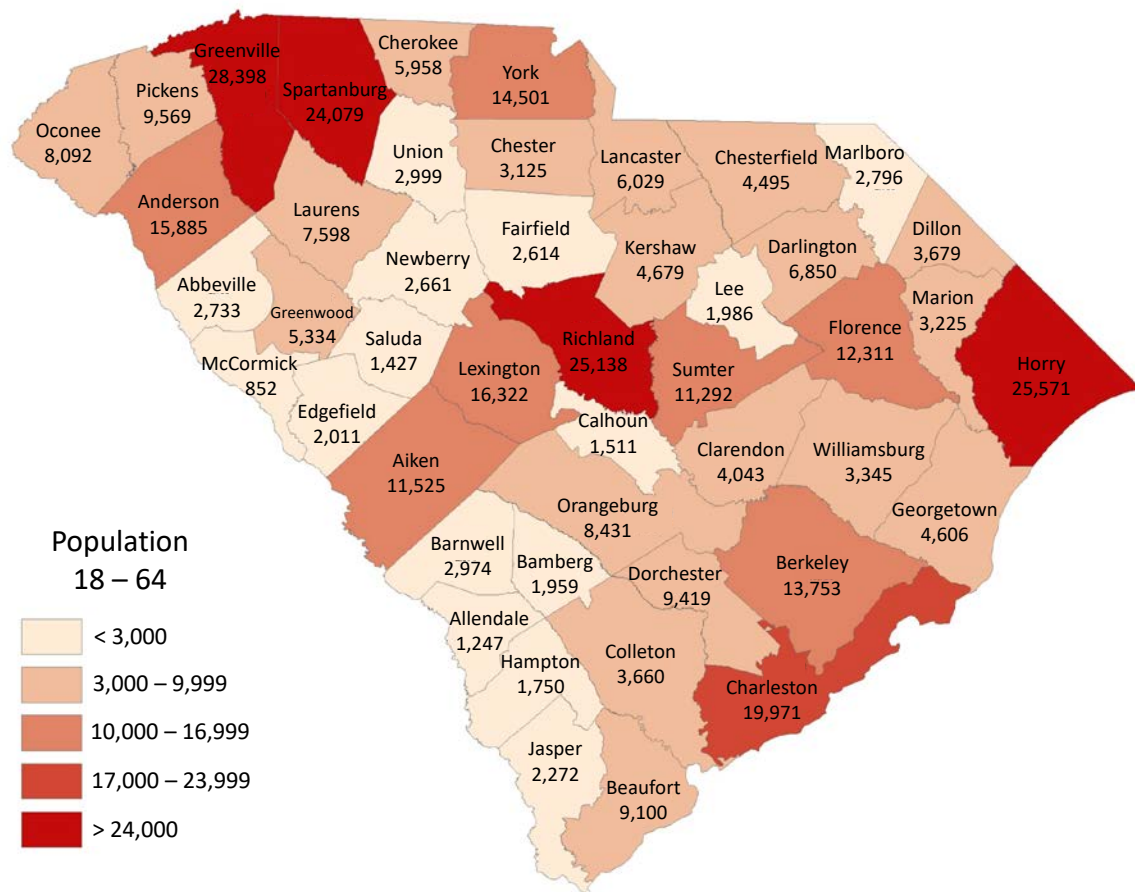 Greenville
28,398
Spartanburg
24,079
Cherokee
5,958
York
14,501
Pickens
9,569
Oconee
8,092
Union
2,999
Chester
3,125
Lancaster
6,029
Chesterfield
4,495
Marlboro
2,796
Anderson
15,885
Laurens
7,598
Fairfield
2,614
Kershaw
4,679
Darlington
6,850
Dillon
3,679
Newberry
2,661
Abbeville
2,733
Greenwood
5,334
Lee
1,986
Marion
3,225
Saluda
1,427
Richland
25,138
Florence
12,311
Horry
25,571
McCormick
852
Lexington
16,322
Sumter
11,292
Edgefield
2,011
Calhoun
1,511
Clarendon
4,043
Williamsburg
3,345
Aiken
11,525
Orangeburg
8,431
Georgetown
4,606
Barnwell
2,974
Bamberg
1,959
Dorchester
9,419
Berkeley
13,753
Allendale
1,247
Hampton
1,750
Colleton
3,660
Charleston
19,971
Jasper
2,272
Beaufort
9,100
Population
18 – 64
< 3,000
3,000 – 9,999
10,000 – 16,999
17,000 – 23,999
> 24,000